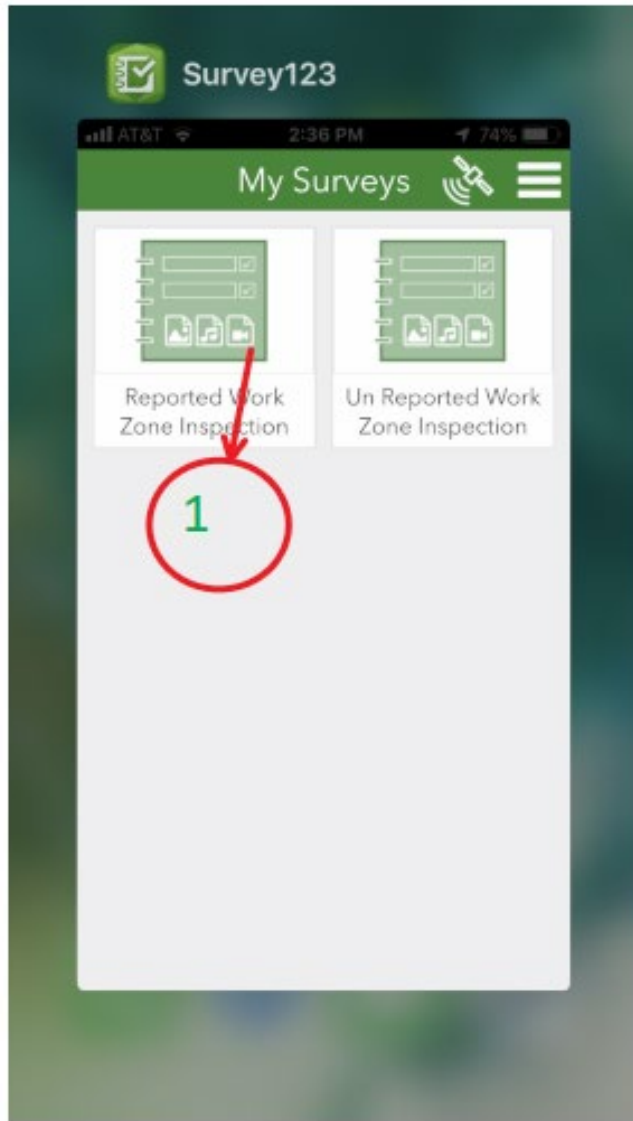 Survey123
AT&T 2:36 PM 74%
My Surveys
Reported Work
Zone Inspection
Un Reported Work
Zone Inspection
1